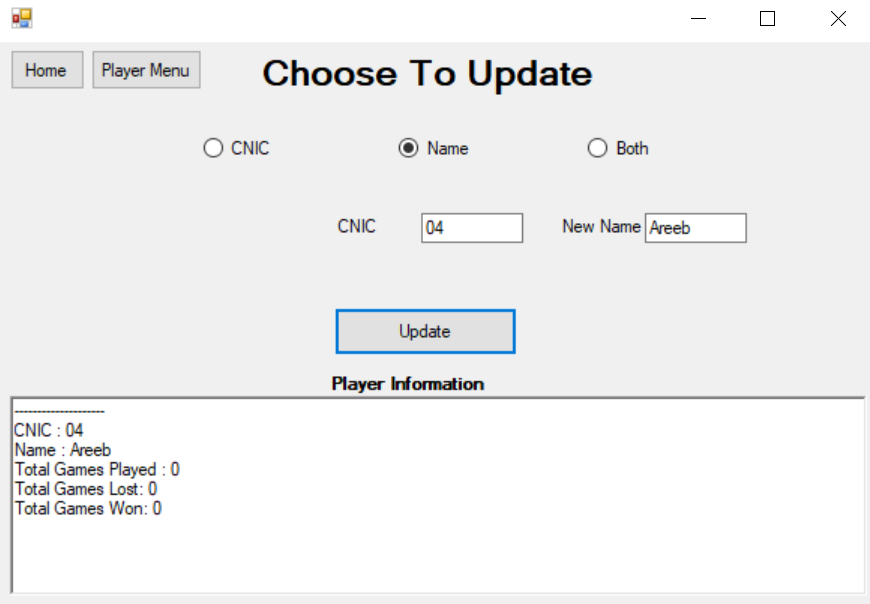 Home Player Menu Choose To Update
CNIC Name Both
CNIC 04 New Name Areeb
Update
Player Information
--------------------
CNIC : 04
Name : Areeb
Total Games Played : 0
Total Games Lost: 0
Total Games Won: 0